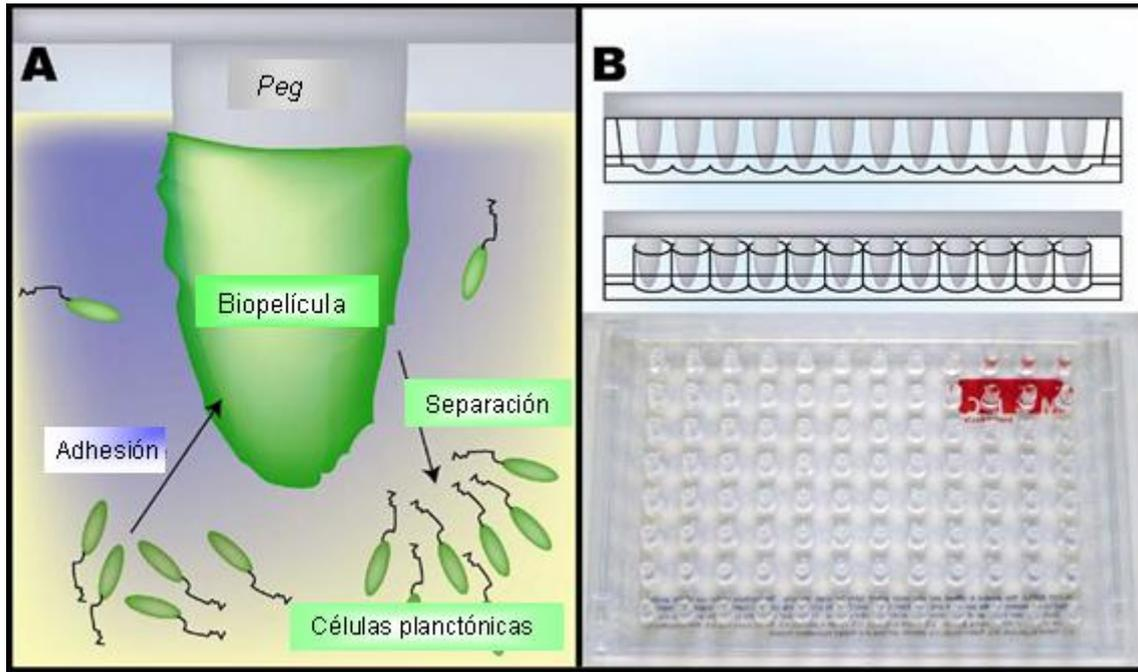 A
Peg
Biopelícula
Adhesión
Separación
Células planctónicas
B